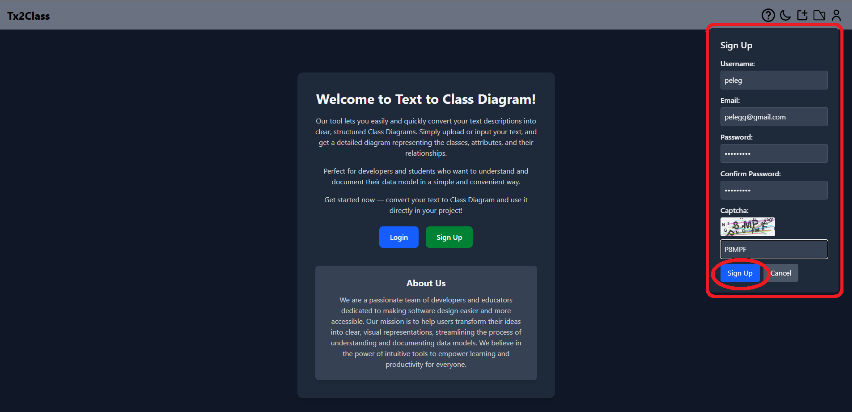 Tx2Class
Sign Up
Username:
peleg
Email:
pelegg@gmail.com
Password:
•••••••••
Confirm Password:
•••••••••
Captcha:
P8MPF
Sign Up
Cancel
Welcome to Text to Class Diagram!
Our tool lets you easily and quickly convert your text descriptions into
clear, structured Class Diagrams. Simply upload or input your text, and
get a detailed diagram representing the classes, attributes, and their
relationships.
Perfect for developers and students who want to understand and
document their data model in a simple and convenient way.
Get started now — convert your text to Class Diagram and use it
directly in your project!
Login
Sign Up
About Us
We are a passionate team of developers and educators
dedicated to making software design easier and more
accessible. Our mission is to help users transform their ideas
into clear, visual representations, streamlining the process of
understanding and documenting data models. We believe in
the power of intuitive tools to empower learning and
productivity for everyone.